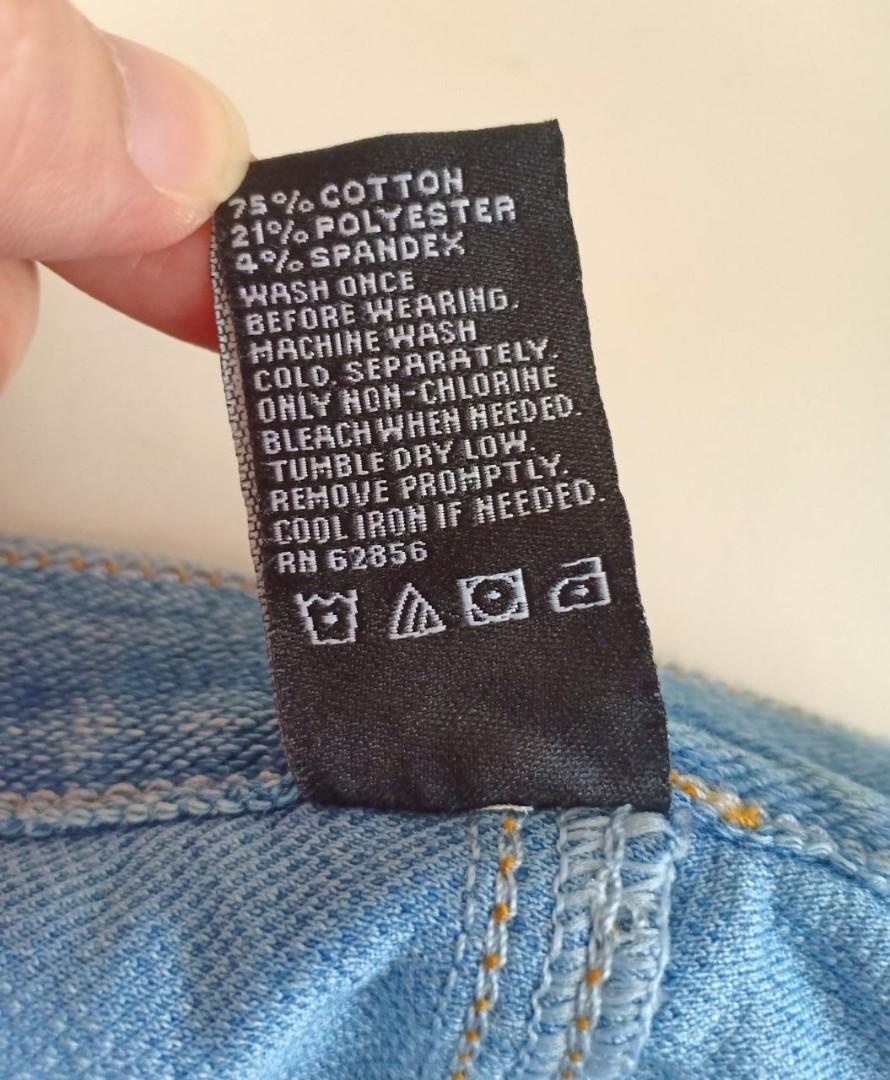 75% COTTON
21% POLYESTER
4% SPANDEX
WASH ONCE
BEFORE WEARING.
MACHINE WASH
COLD. SEPARATELY.
ONLY NON-CHLORINE
BLEACH WHEN NEEDED.
TUMBLE DRY LOW.
REMOVE PROMPTLY.
COOL IRON IF NEEDED.
RN 62856